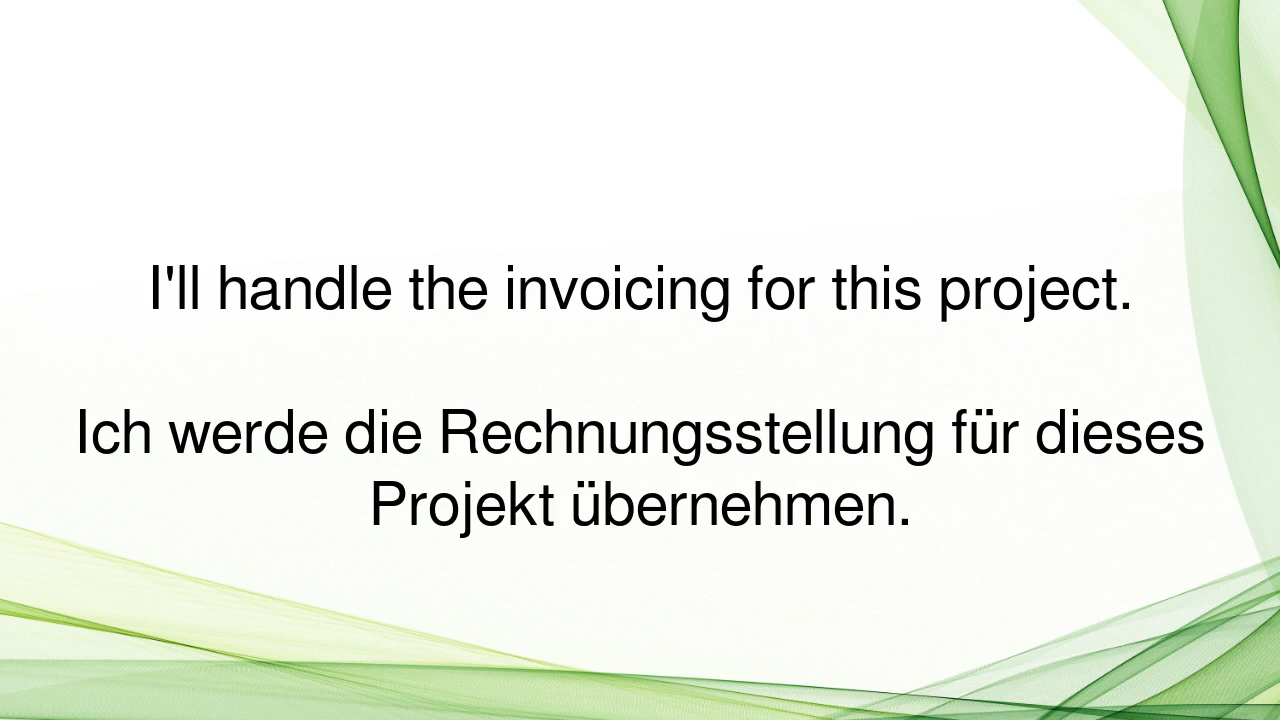 I'll handle the invoicing for this project.
Ich werde die Rechnungsstellung für dieses
Projekt übernehmen.